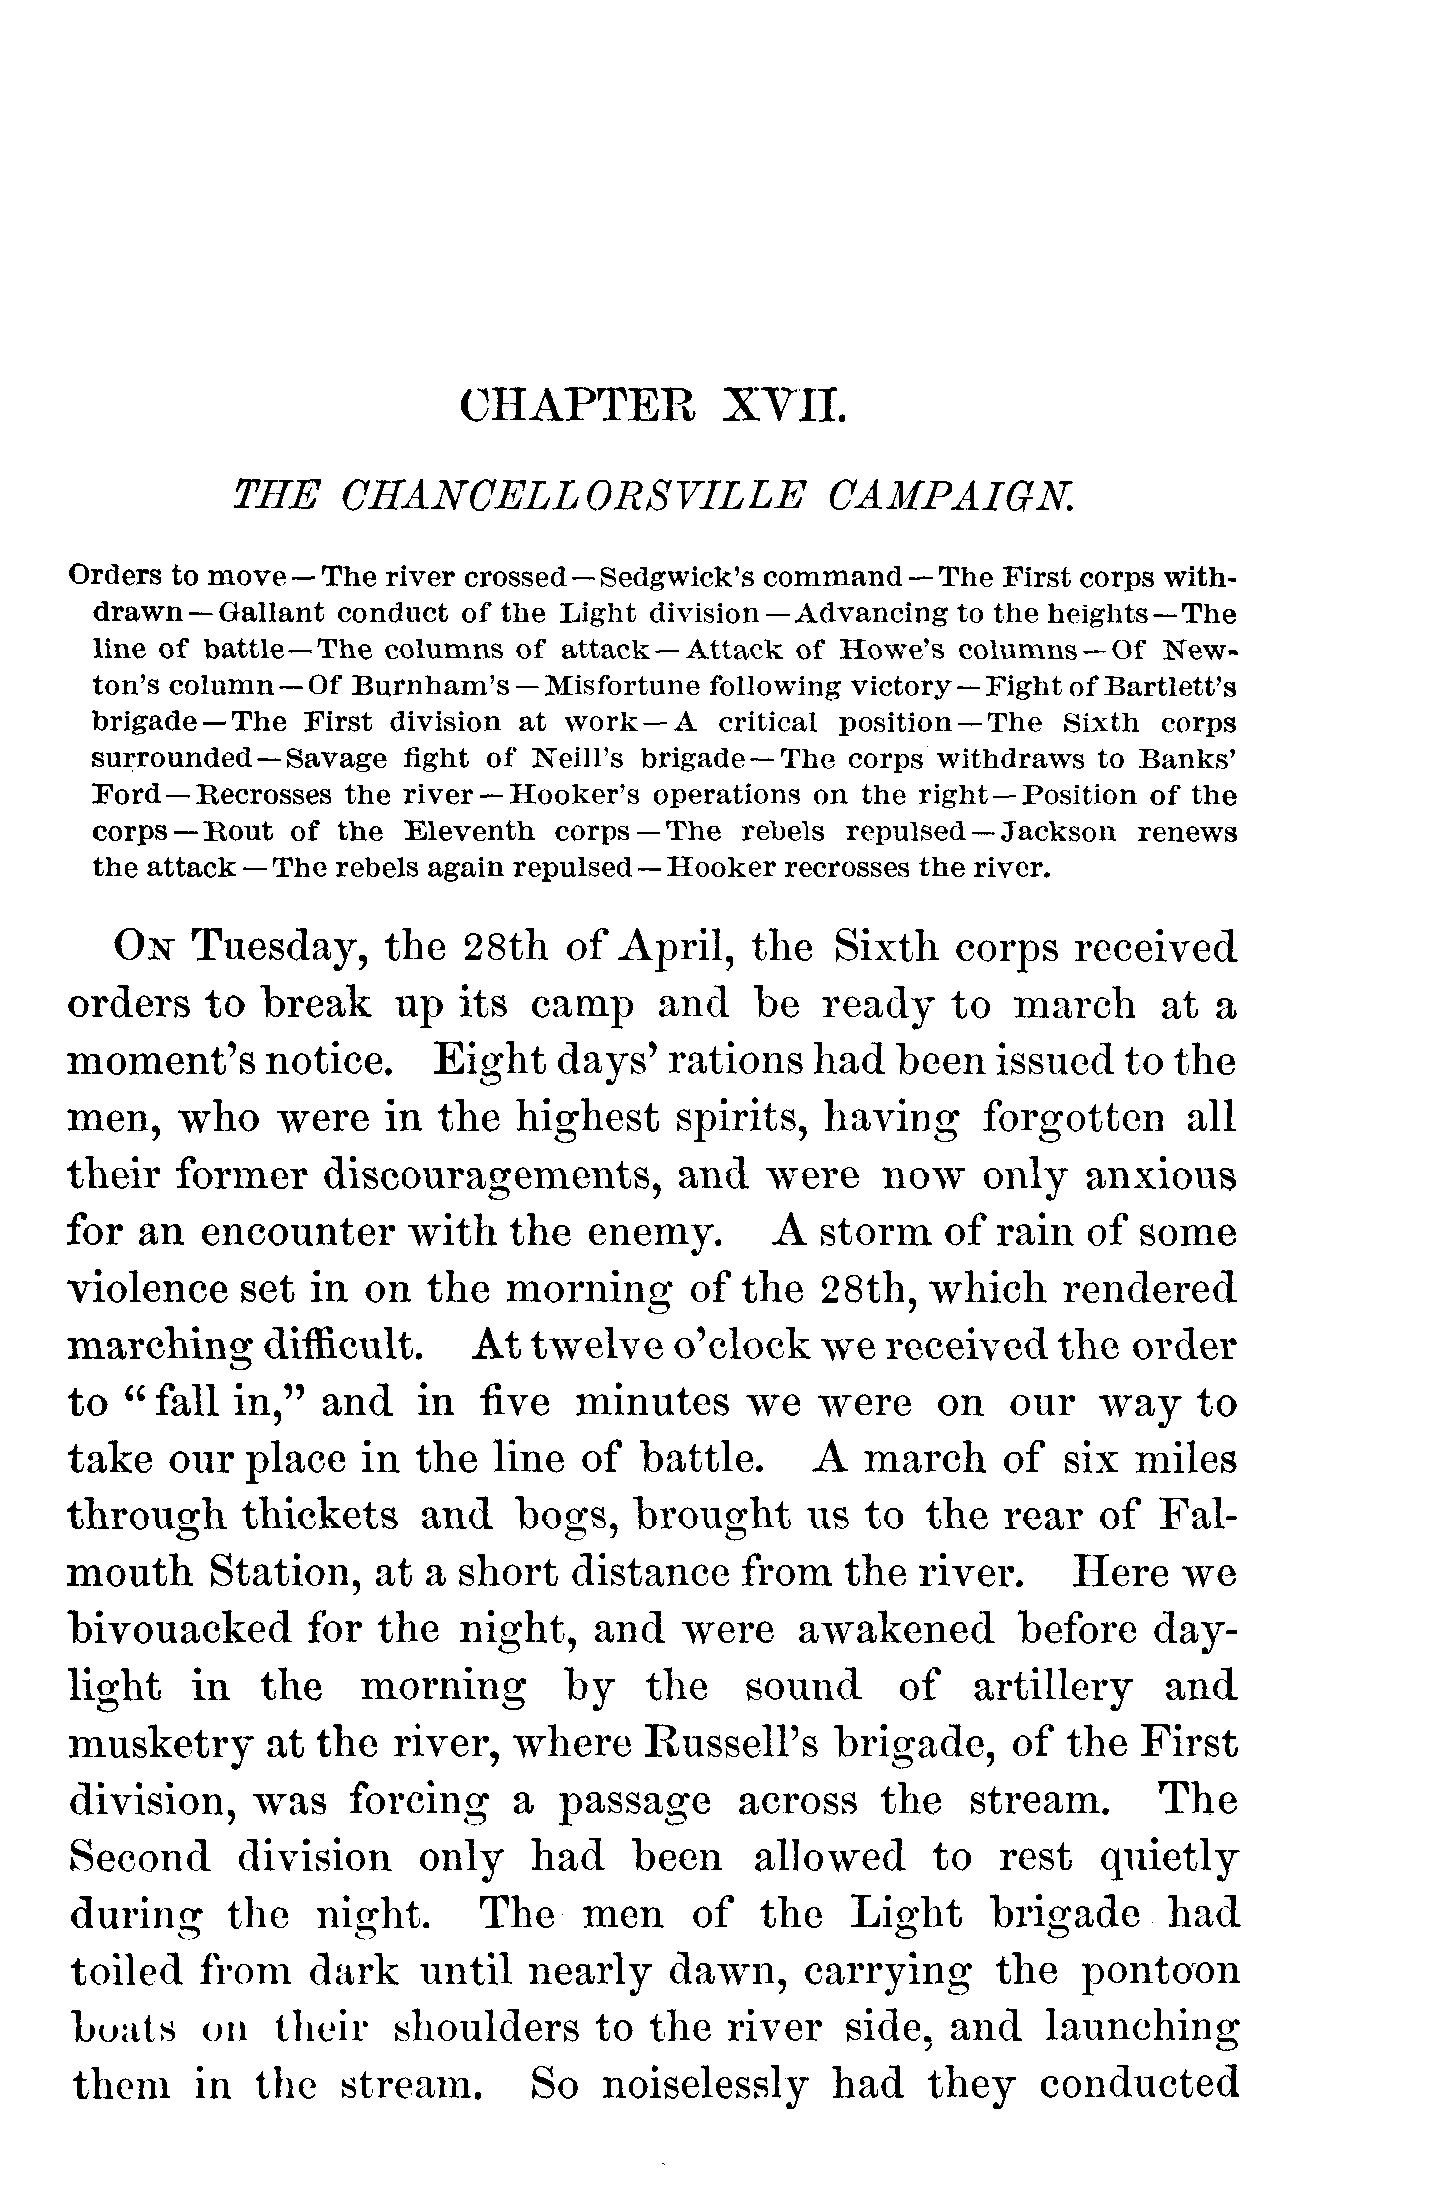 CHAPTER XVII.
THE CHANCELLORSVILLE CAMPAIGN.
Orders to move—The river crossed—Sedgwick's command—The First corps with-
drawn—Gallant conduct of the Light division—Advancing to the heights—The
line of battle—The columns of attack—Attack of Howe's columns—Of New-
ton's column—Of Burnham's—Misfortune following victory—Fight of Bartlett's
brigade—The First division at work—A critical position—The Sixth corps
surrounded—Savage fight of Neill's brigade—The corps withdraws to Banks'
Ford—Recrosses the river—Hooker's operations on the right—Position of the
corps—Rout of the Eleventh corps—The rebels repulsed—Jackson renews
the attack—The rebels again repulsed—Hooker recrosses the river.
ON Tuesday, the 28th of April, the Sixth corps received
orders to break up its camp and be ready to march at a
moment's notice. Eight days' rations had been issued to the
men, who were in the highest spirits, having forgotten all
their former discouragements, and were now only anxious
for an encounter with the enemy. A storm of rain of some
violence set in on the morning of the 28th, which rendered
marching difficult. At twelve o'clock we received the order
to "fall in," and in five minutes we were on our way to
take our place in the line of battle. A march of six miles
through thickets and bogs, brought us to the rear of Fal-
mouth Station, at a short distance from the river. Here we
bivouacked for the night, and were awakened before day-
light in the morning by the sound of artillery and
musketry at the river, where Russell's brigade, of the First
division, was forcing a passage across the stream. The
Second division only had been allowed to rest quietly
during the night. The men of the Light brigade had
toiled from dark until nearly dawn, carrying the pontoon
boats on their shoulders to the river side, and launching
them in the stream. So noiselessly had they conducted